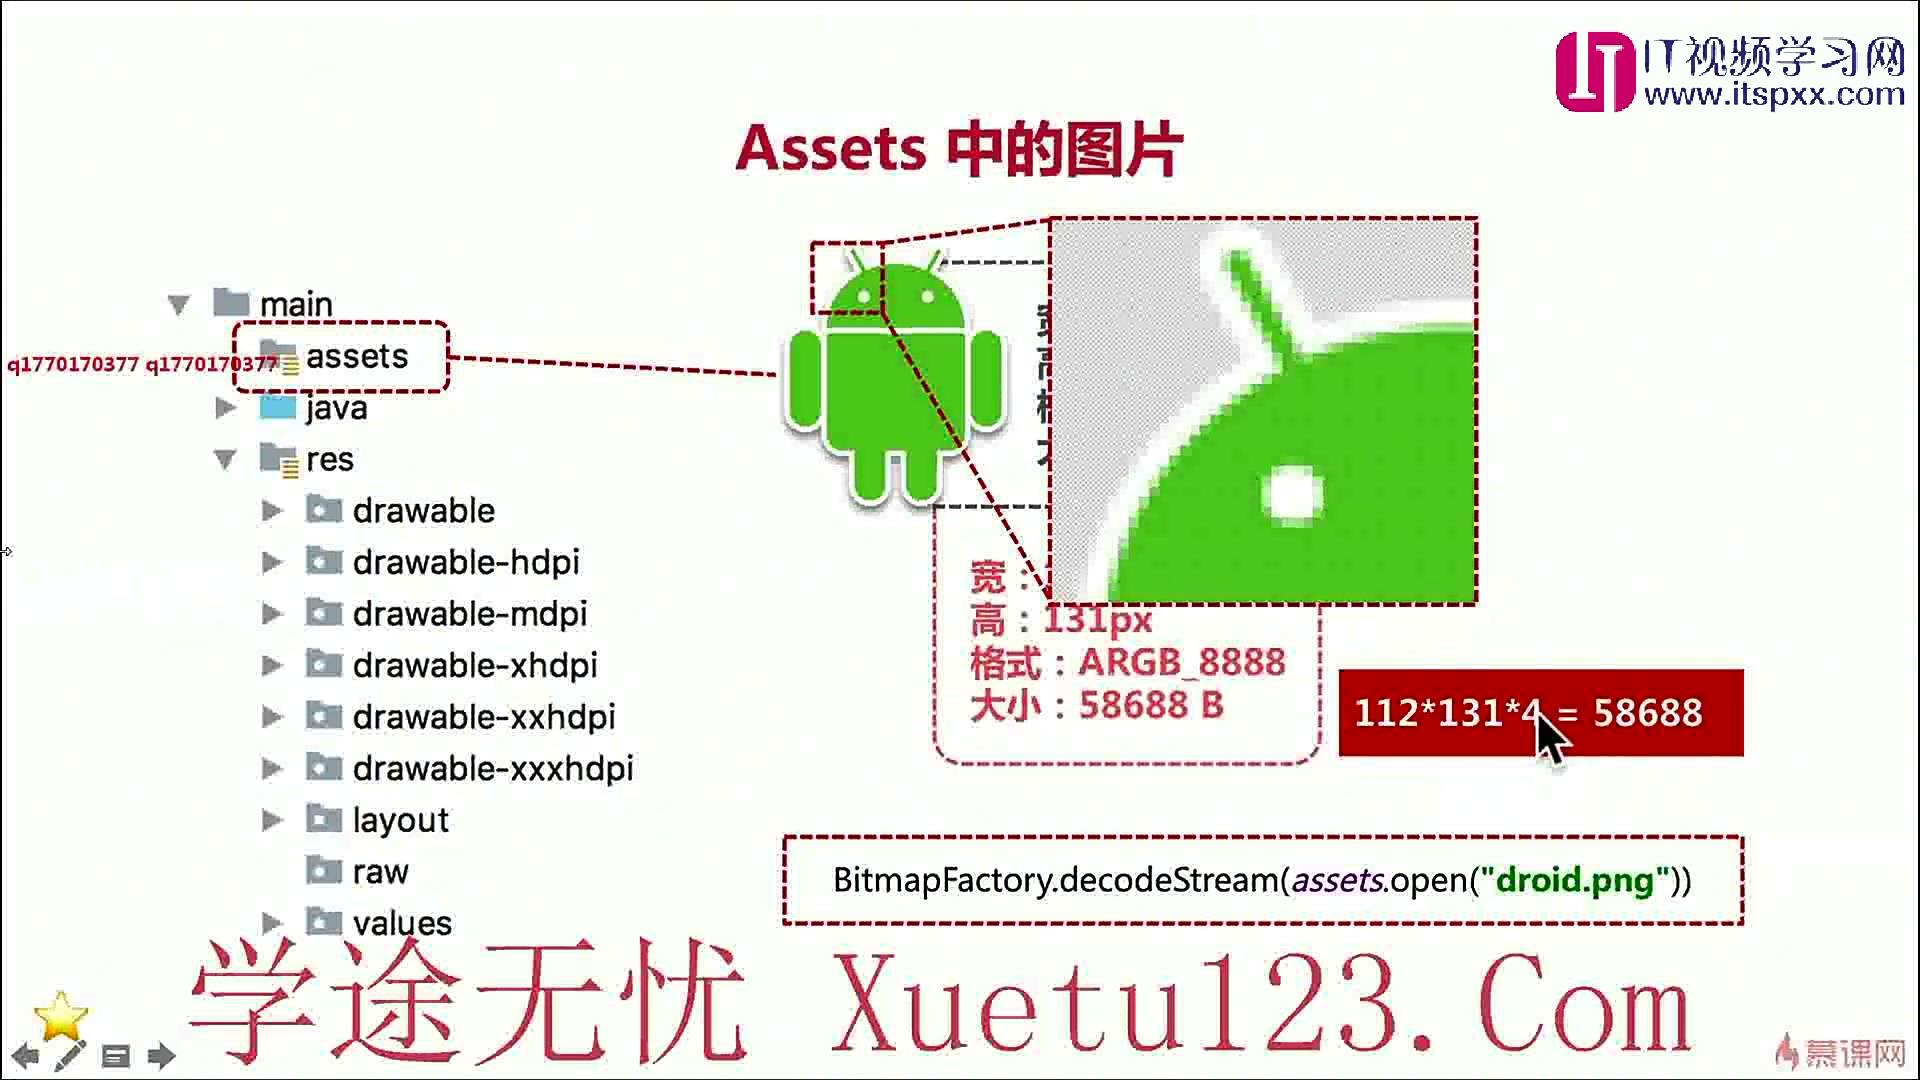 IT视频学习网
www.itspxx.com
Assets 中的图片
main
assets
q1770170377 q1770170377
java
res
drawable
drawable-hdpi
drawable-mdpi
drawable-xhdpi
drawable-xxhdpi
drawable-xxxhdpi
layout
raw
values
宽：
高：131px
格式：ARGB_8888
大小：58688 B
112*131*4 = 58688
BitmapFactory.decodeStream(assets.open("droid.png"))
学途无忧 Xuetu123.Com
慕课网